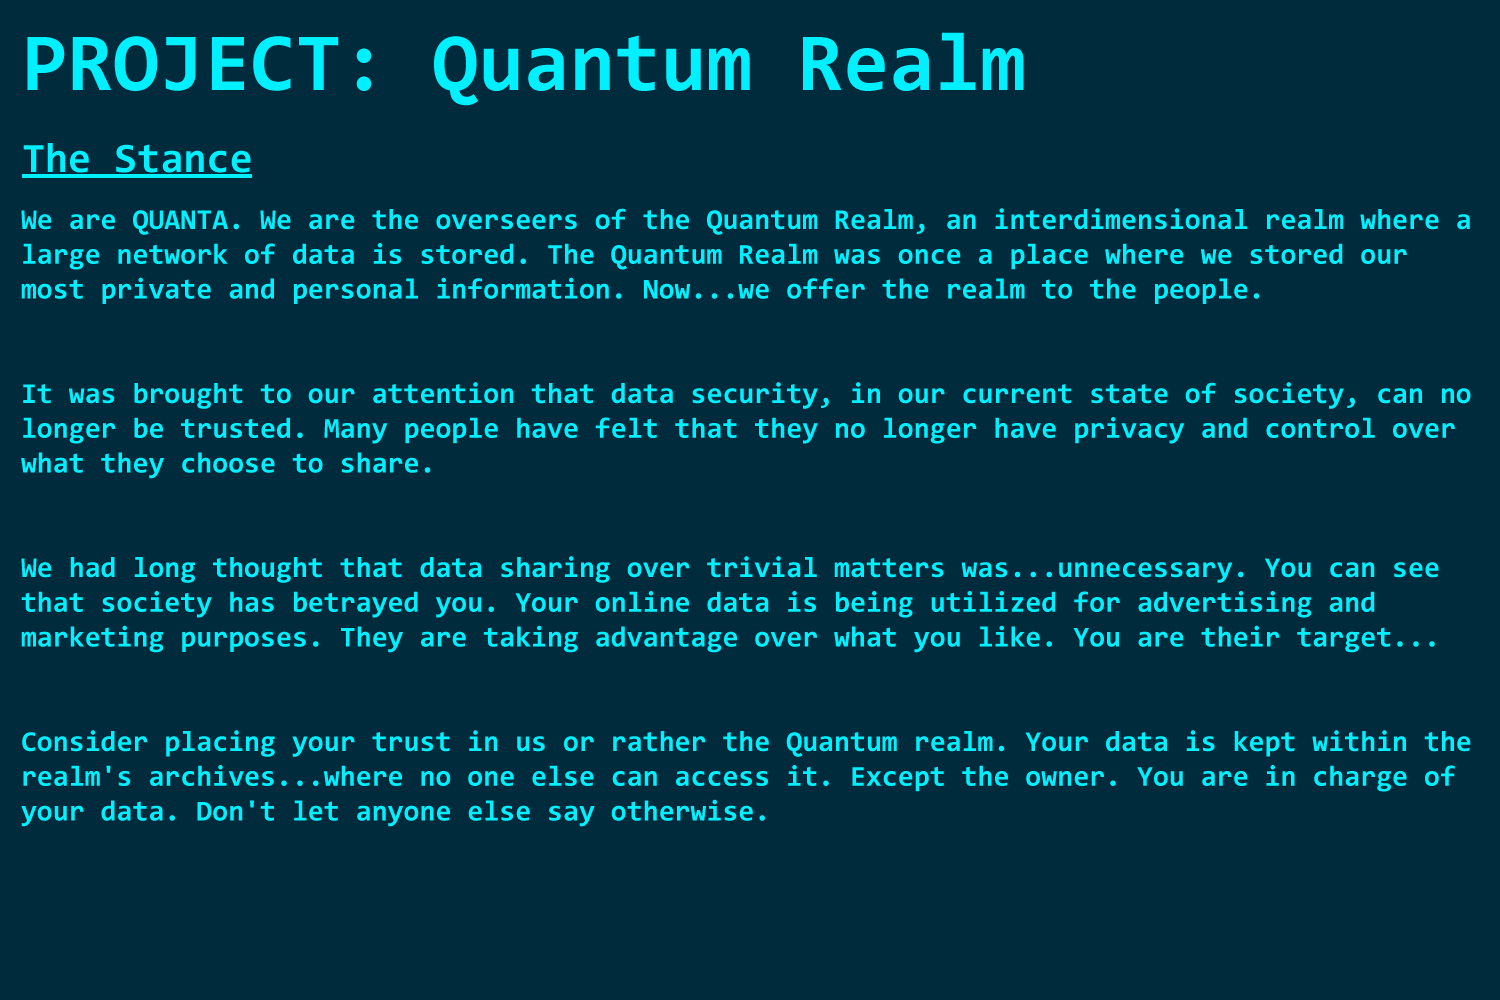 PROJECT: Quantum Realm
The Stance
We are QUANTA. We are the overseers of the Quantum Realm, an interdimensional realm where a
large network of data is stored. The Quantum Realm was once a place where we stored our
most private and personal information. Now...we offer the realm to the people.
It was brought to our attention that data security, in our current state of society, can no
longer be trusted. Many people have felt that they no longer have privacy and control over
what they choose to share.
We had long thought that data sharing over trivial matters was...unnecessary. You can see
that society has betrayed you. Your online data is being utilized for advertising and
marketing purposes. They are taking advantage over what you like. You are their target...
Consider placing your trust in us or rather the Quantum realm. Your data is kept within the
realm's archives...where no one else can access it. Except the owner. You are in charge of
your data. Don't let anyone else say otherwise.